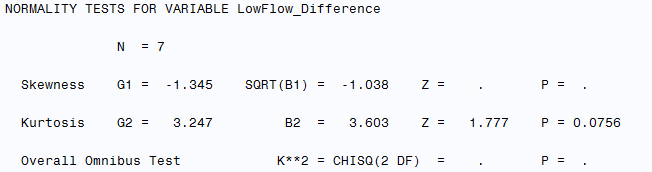 NORMALITY TESTS FOR VARIABLE LowFlow_Difference
N = 7
Skewness G1 = -1.345 SQRT(B1) = -1.038 Z = . P = .
Kurtosis G2 = 3.247 B2 = 3.603 Z = 1.777 P = 0.0756
Overall Omnibus Test K**2 = CHISQ(2 DF) = . P = .